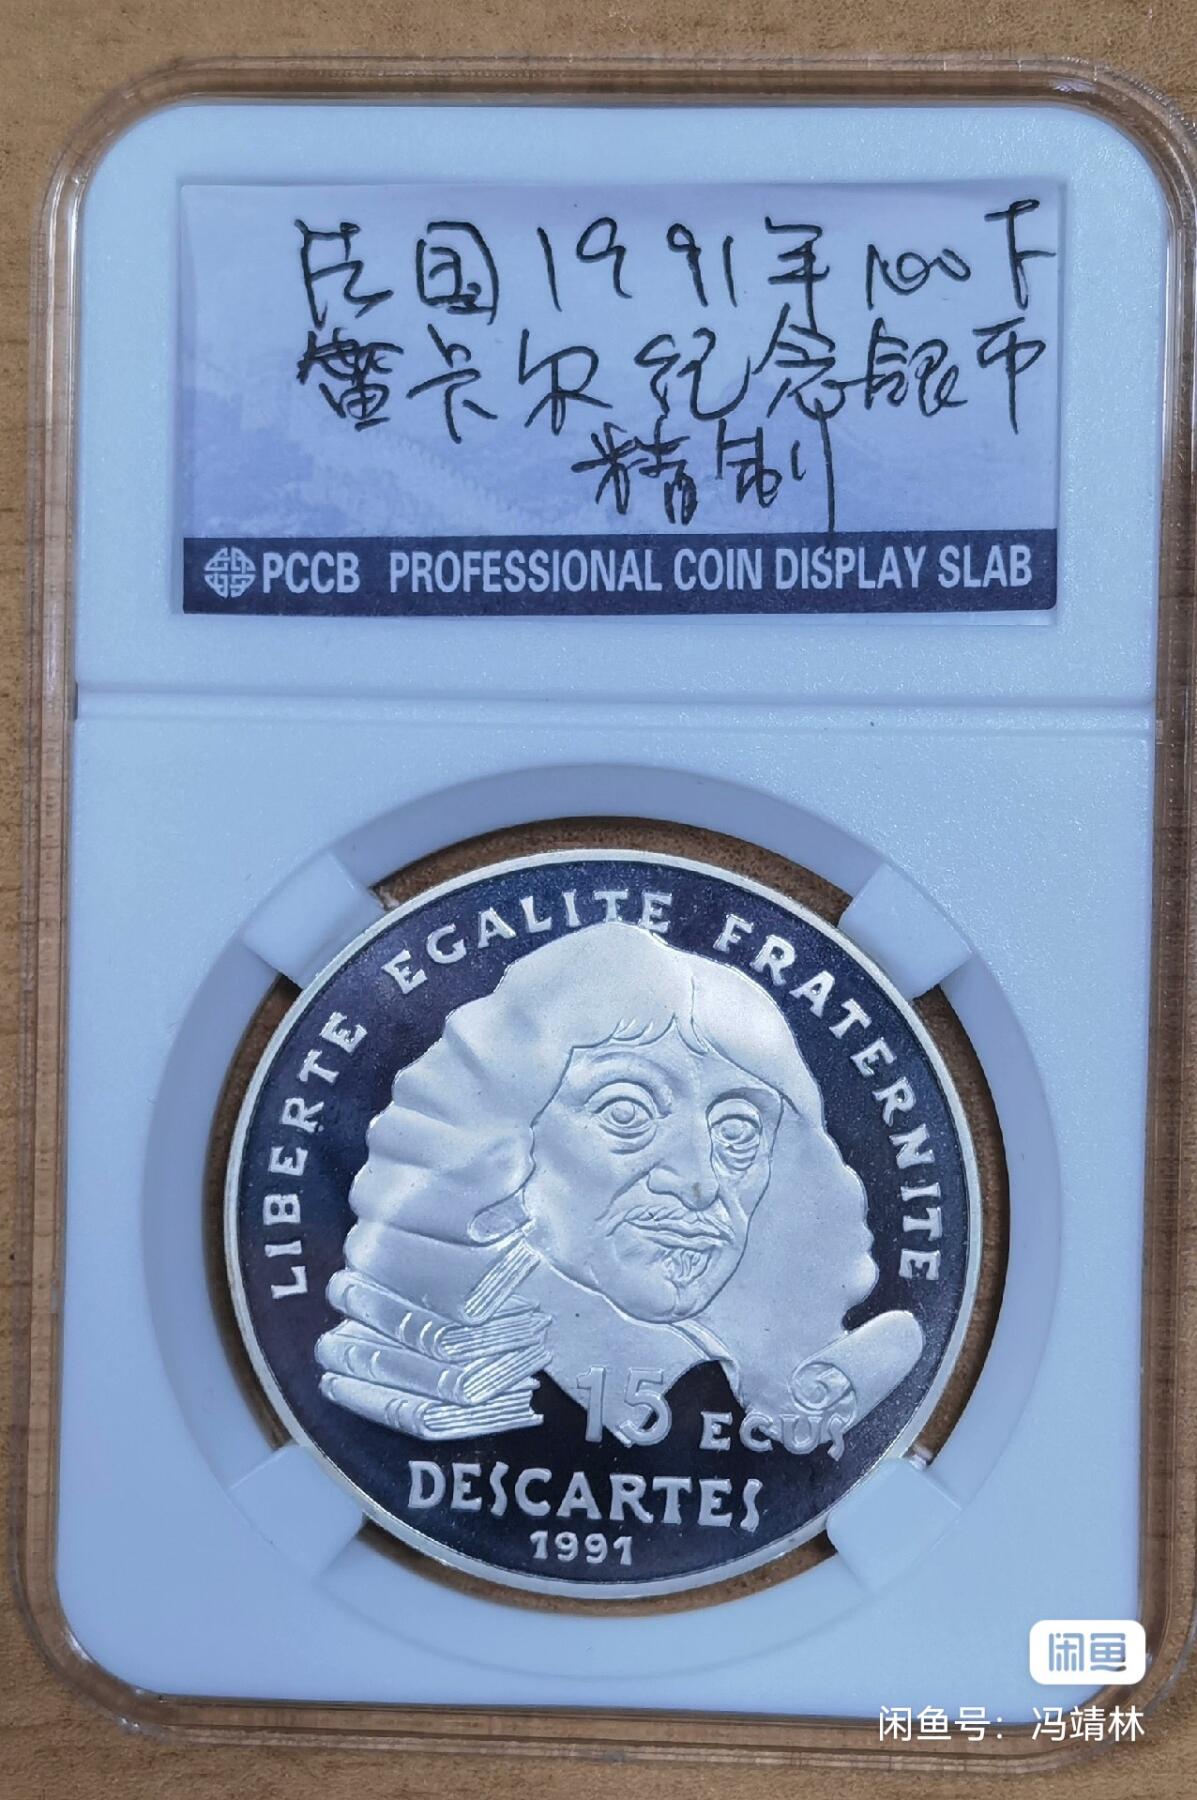 法国1991年100下
雷卡尔纪念银币
精制
PCCB PROFESSIONAL COIN DISPLAY SLAB
LIBERTE EGALITE FRATERNITE
15 ECUS
DESCARTES
1991
闲鱼
闲鱼号：冯靖林